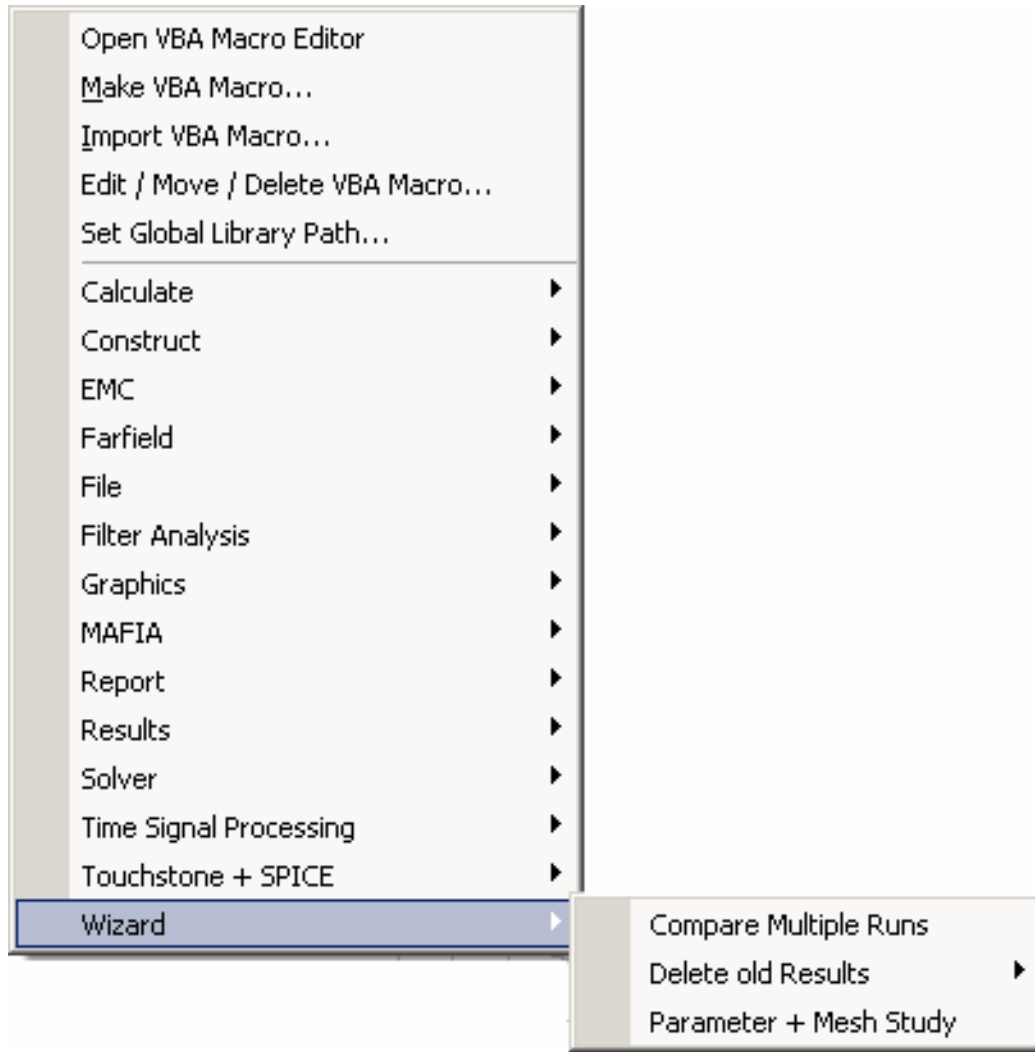 Open VBA Macro Editor
Make VBA Macro...
Import VBA Macro...
Edit / Move / Delete VBA Macro...
Set Global Library Path...
Calculate
Construct
EMC
Farfield
File
Filter Analysis
Graphics
MAFIA
Report
Results
Solver
Time Signal Processing
Touchstone + SPICE
Wizard
Compare Multiple Runs
Delete old Results
Parameter + Mesh Study